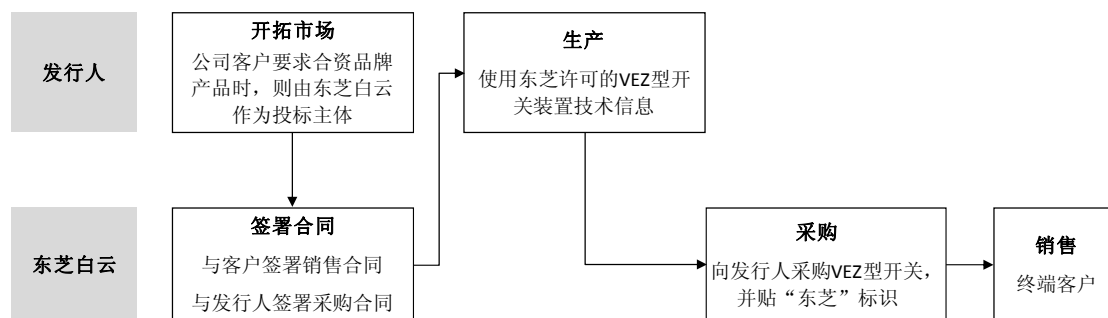 发行人
开拓市场
公司客户要求合资品牌
产品时，则由东芝白云
作为投标主体
生产
使用东芝许可的VEZ型开
关装置技术信息
东芝白云
签署合同
与客户签署销售合同
与发行人签署采购合同
采购
向发行人采购VEZ型开关，
并贴“东芝”标识
销售
终端客户